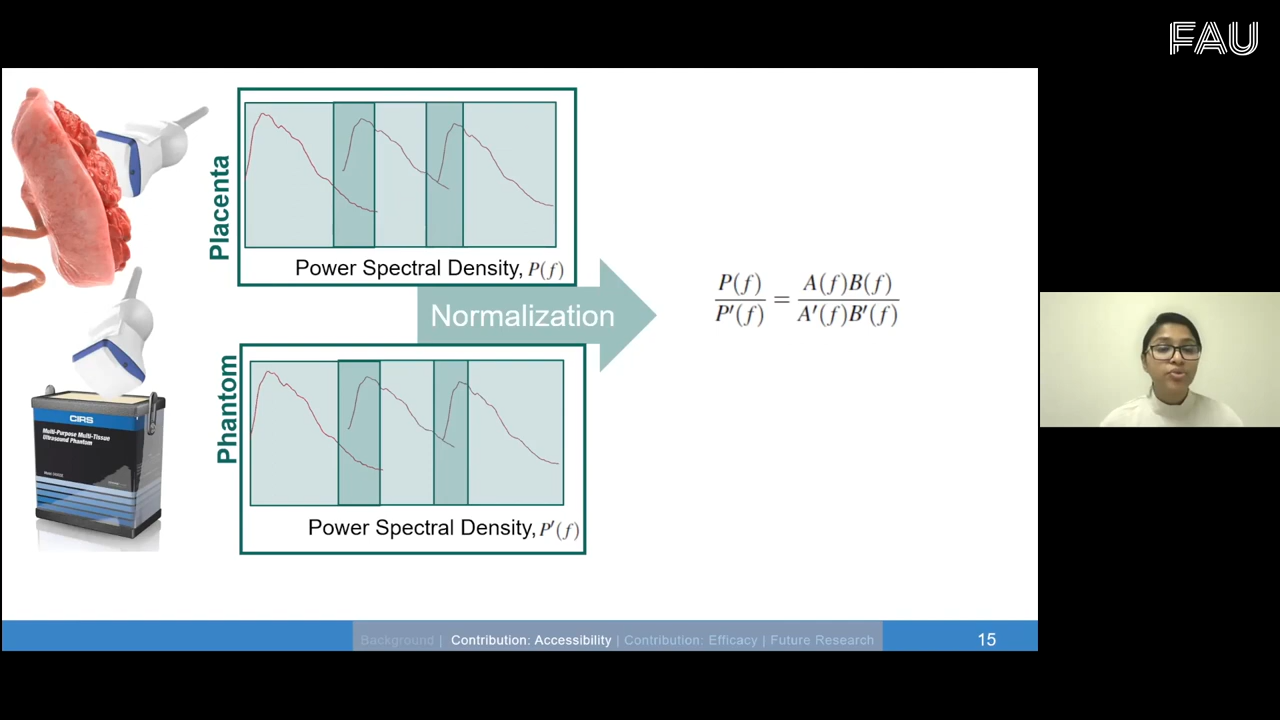 FAU
Placenta
Power Spectral Density, P(f)
Normalization
P(f)/P′(f) = A(f)B(f)/A′(f)B′(f)
CIRS
Multi-Purpose Multi-Tissue
Ultrasound Phantom
Phantom
Power Spectral Density, P′(f)
Background | Contribution: Accessibility | Contribution: Efficacy | Future Research
15